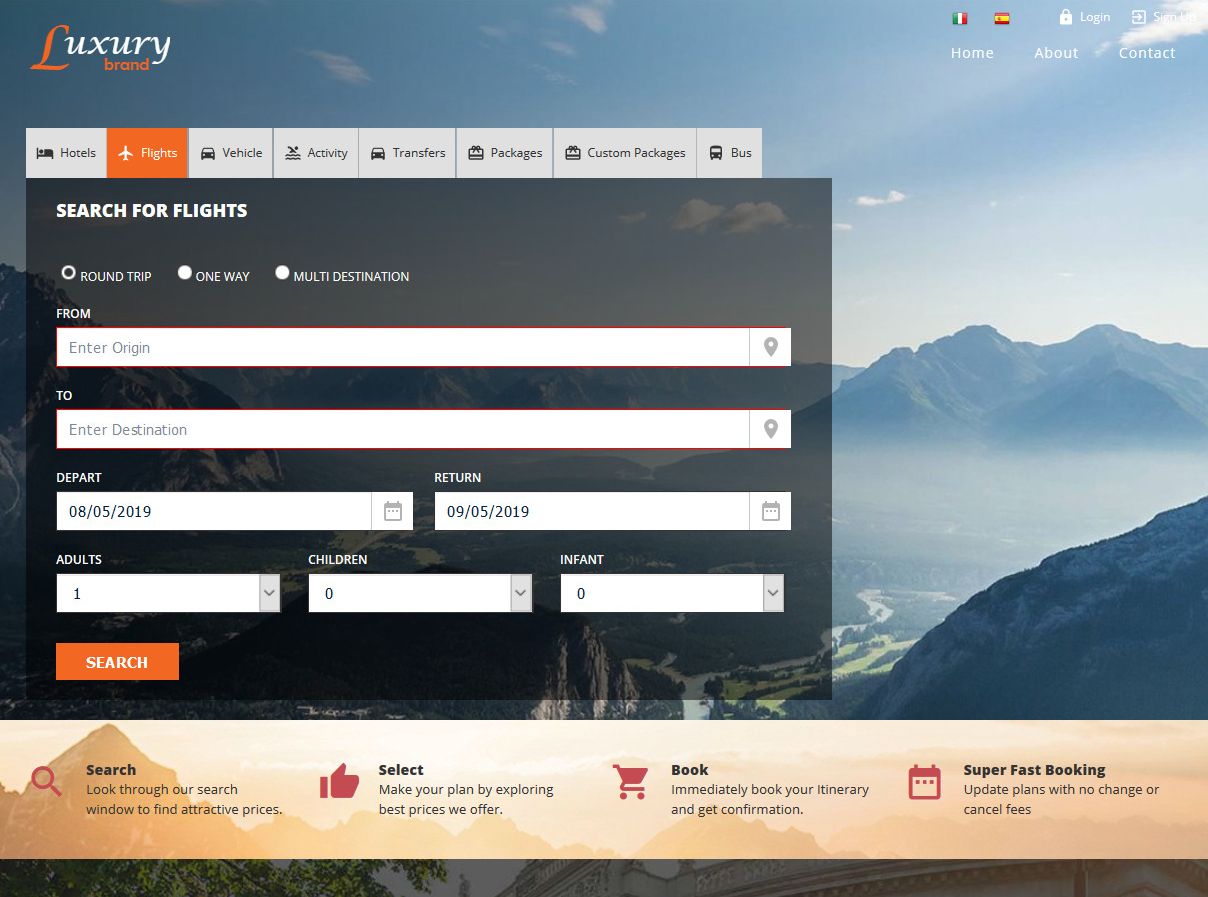 Luxury
brand
Login
Sign Up
Home
About
Contact
Hotels
Flights
Vehicle
Activity
Transfers
Packages
Custom Packages
Bus
SEARCH FOR FLIGHTS
ROUND TRIP
ONE WAY
MULTI DESTINATION
FROM
Enter Origin
TO
Enter Destination
DEPART
RETURN
08/05/2019
09/05/2019
ADULTS
CHILDREN
INFANT
1
0
0
SEARCH
Search
Look through our search
window to find attractive prices.
Select
Make your plan by exploring
best prices we offer.
Book
Immediately book your Itinerary
and get confirmation.
Super Fast Booking
Update plans with no change or
cancel fees